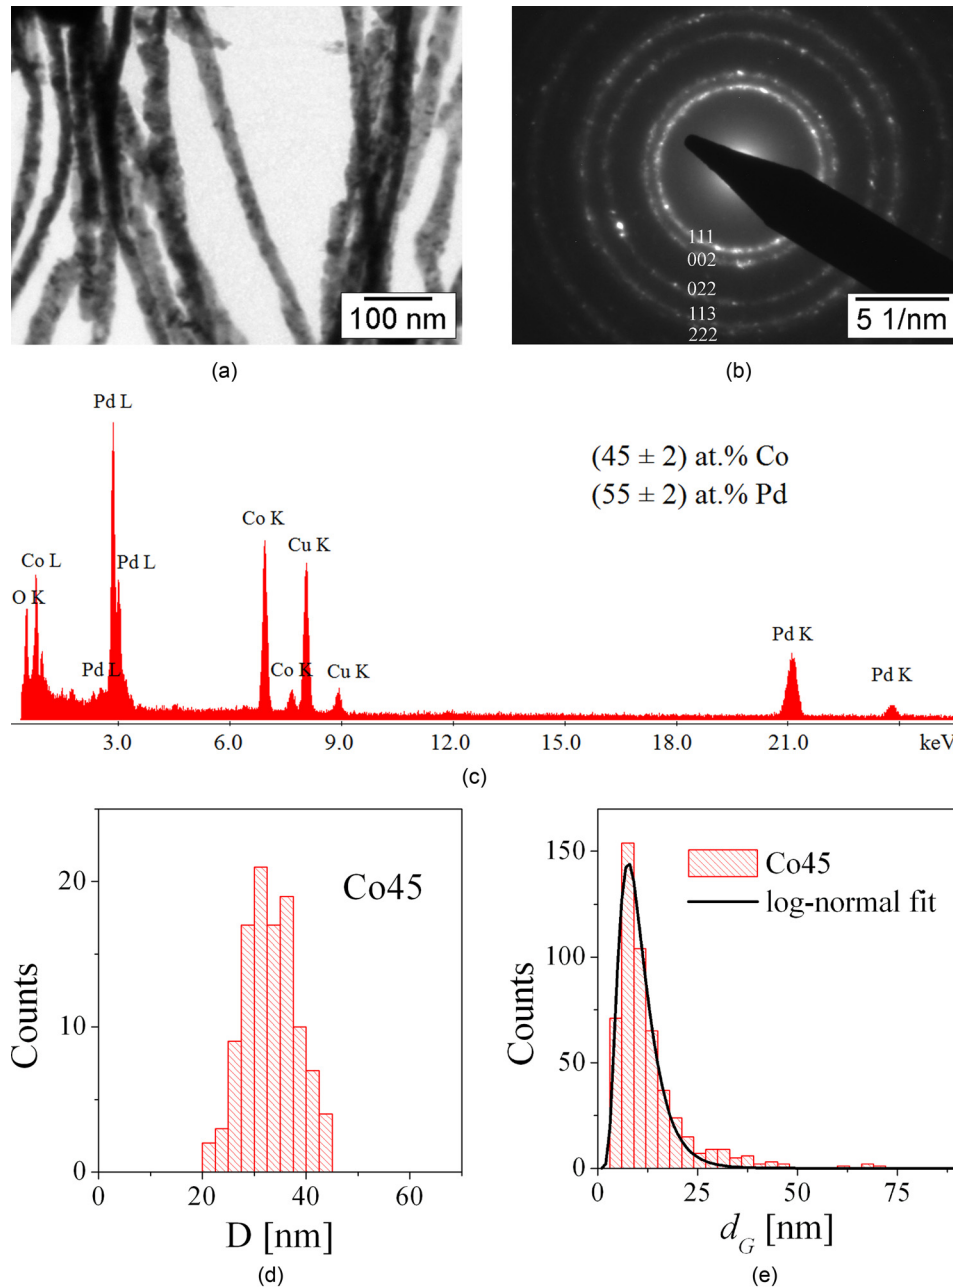 100 nm
111
002
022
113
222
5 1/nm
(a)
(b)
Pd L
(45 ± 2) at.% Co
(55 ± 2) at.% Pd
Co K
Cu K
Co L
Pd L
O K
Pd K
Pd L
Co K
Cu K
Pd K
3.0 6.0 9.0 12.0 15.0 18.0 21.0 keV
(c)
Co45
Counts
20
10
0
0 20 40 60
D [nm]
(d)
Co45
log-normal fit
Counts
150
100
50
0
0 25 50 75
d_G [nm]
(e)